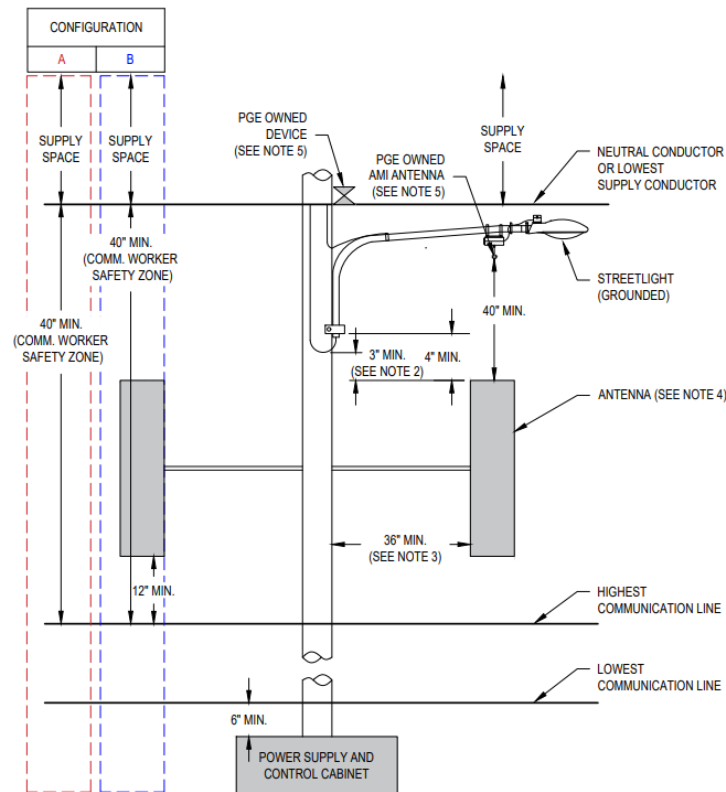 CONFIGURATION
A
B
SUPPLY
SPACE
SUPPLY
SPACE
PGE OWNED
DEVICE
(SEE NOTE 5)
PGE OWNED
AMI ANTENNA
(SEE NOTE 5)
SUPPLY
SPACE
NEUTRAL CONDUCTOR
OR LOWEST
SUPPLY CONDUCTOR
40" MIN.
(COMM. WORKER
SAFETY ZONE)
STREETLIGHT
(GROUNDED)
40" MIN.
(COMM. WORKER
SAFETY ZONE)
40" MIN.
3" MIN.
(SEE NOTE 2)
4" MIN.
ANTENNA (SEE NOTE 4)
36" MIN.
(SEE NOTE 3)
12" MIN.
HIGHEST
COMMUNICATION LINE
LOWEST
COMMUNICATION LINE
6" MIN.
POWER SUPPLY AND
CONTROL CABINET